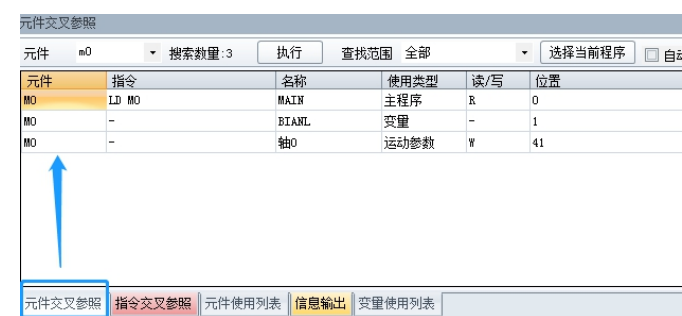 元件交叉参照
元件 m0 搜索数量:3 执行 查找范围 全部 选择当前程序
元件 指令 名称 使用类型 读/写 位置
M0 LD M0 MAIN 主程序 R 0
M0 - BIANL 变量 - 1
M0 - 轴0 运动参数 W 41
元件交叉参照 指令交叉参照 元件使用列表 信息输出 变量使用列表